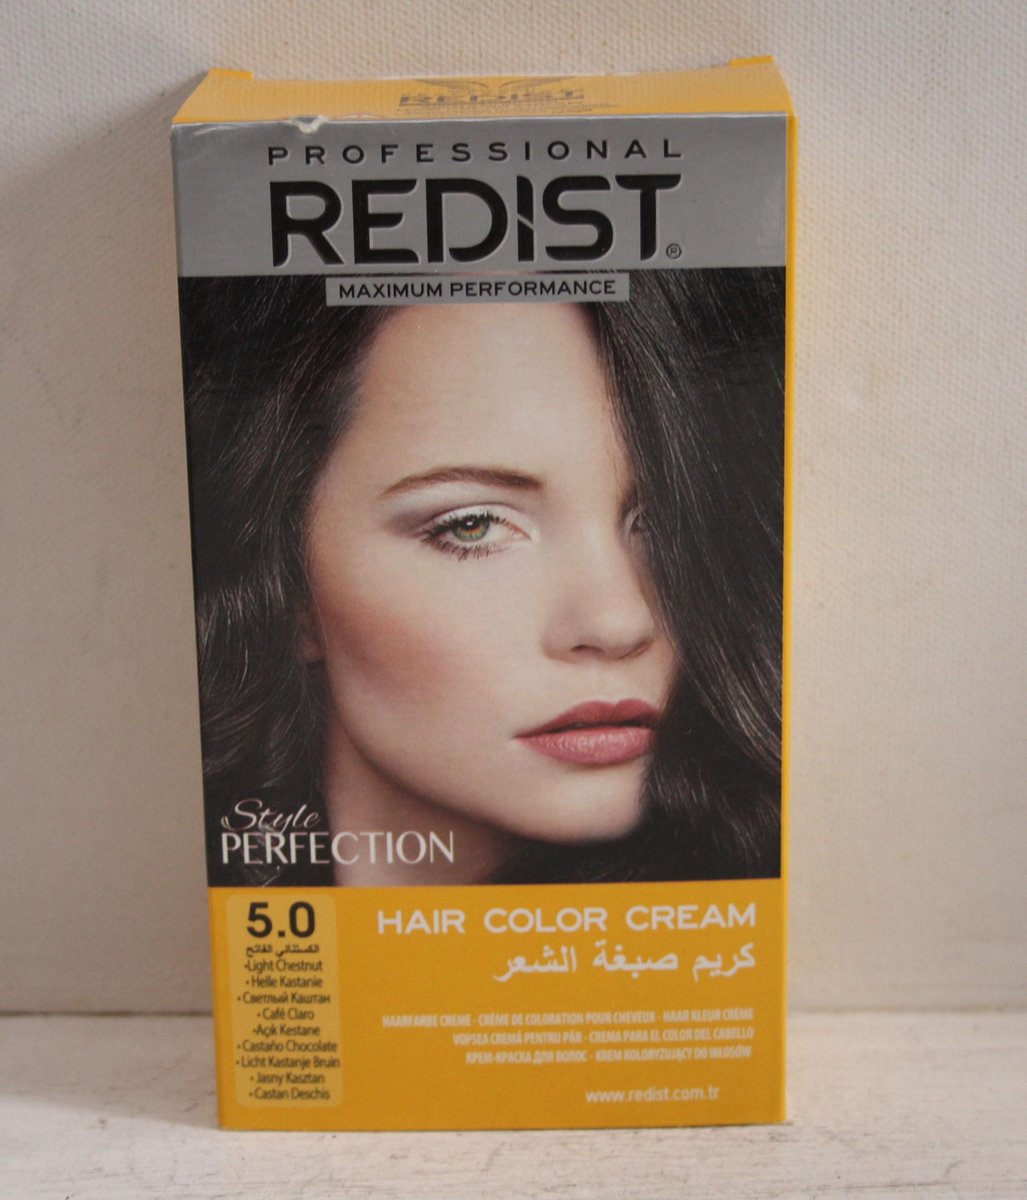 REDIST
PROFESSIONAL
REDIST®
MAXIMUM PERFORMANCE
Style
PERFECTION
5.0
الكستنائي الفاتح
•Light Chestnut
• Helle Kastanie
• Светлый Каштан
• Café Claro
•Açık Kestane
• Castaño Chocolate
• Licht Kastanje Bruin
• Jasny Kasztan
• Castan Deschis
HAIR COLOR CREAM
كريم صبغة الشعر
HAARFARBE CREME - CRÈME DE COLORATION POUR CHEVEUX - HAAR KLEUR CRÈME
VOPSEA CREMĂ PENTRU PĂR - CREMA PARA EL COLOR DEL CABELLO
КРЕМ-КРАСКА ДЛЯ ВОЛОС - KREM KOLORYZUJĄCY DO WŁOSÓW
www.redist.com.tr